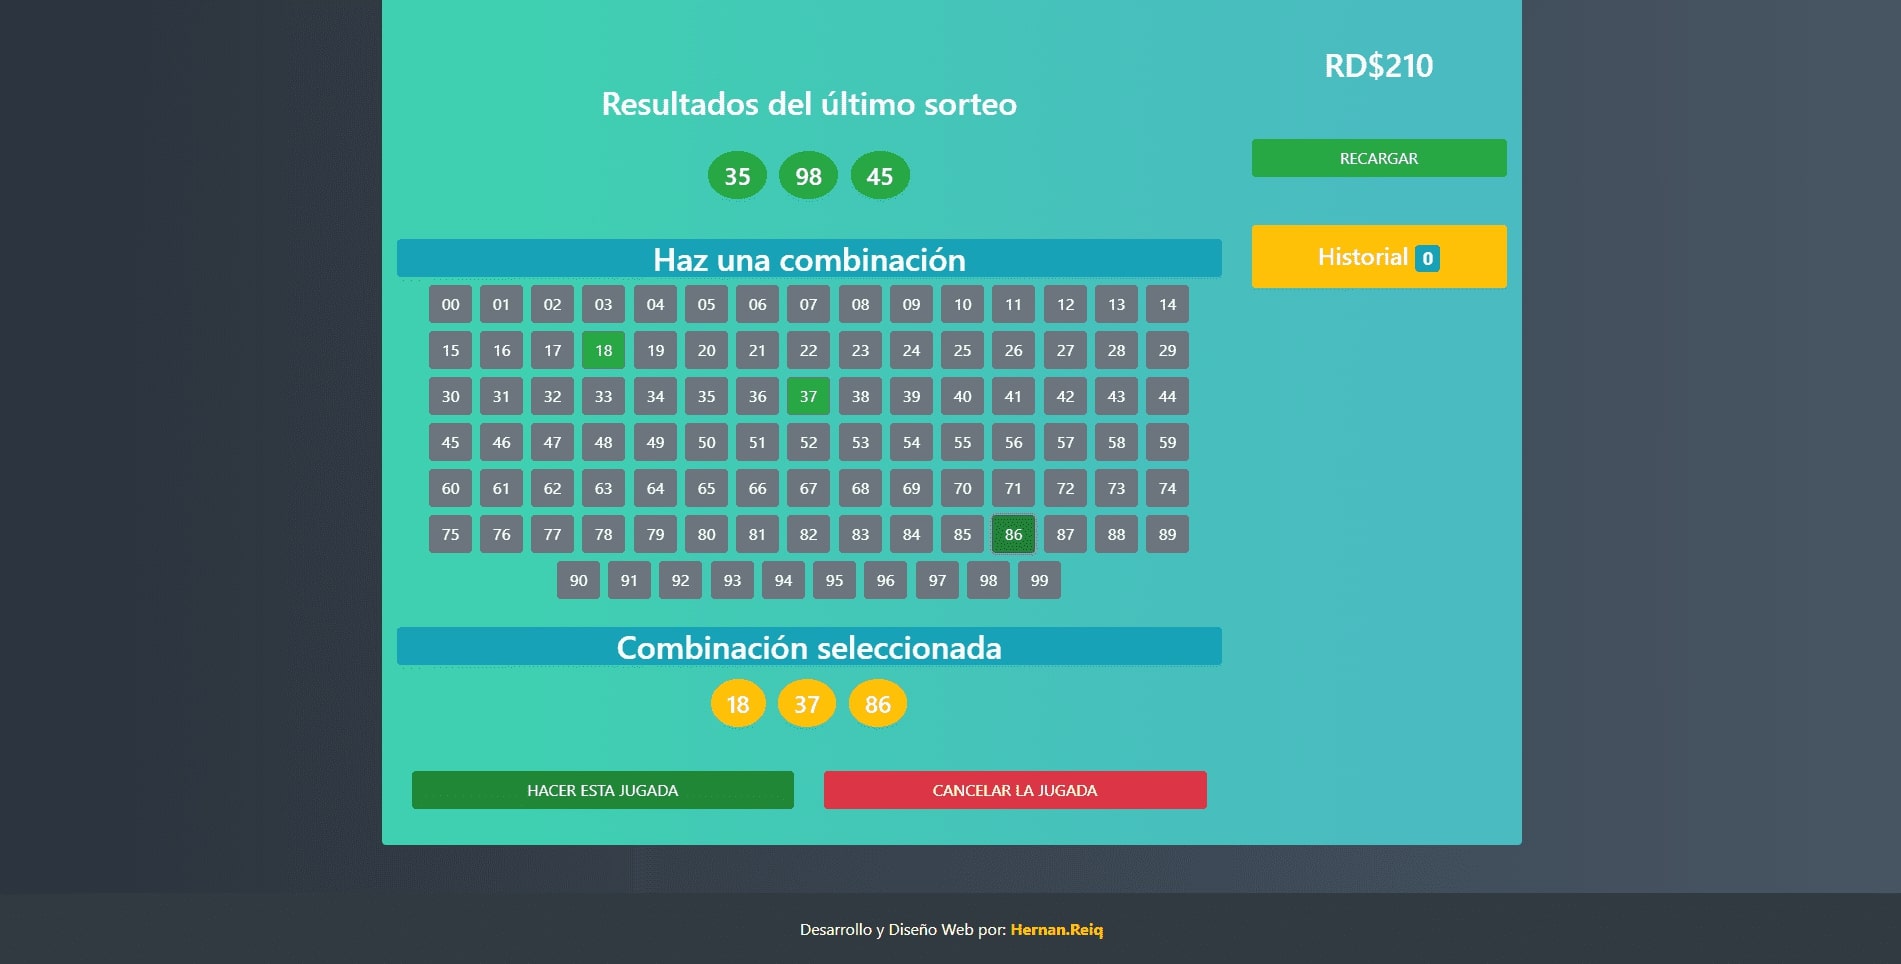 RD$210
Resultados del último sorteo
RECARGAR
35 98 45
Historial 0
Haz una combinación
00 01 02 03 04 05 06 07 08 09 10 11 12 13 14
15 16 17 18 19 20 21 22 23 24 25 26 27 28 29
30 31 32 33 34 35 36 37 38 39 40 41 42 43 44
45 46 47 48 49 50 51 52 53 54 55 56 57 58 59
60 61 62 63 64 65 66 67 68 69 70 71 72 73 74
75 76 77 78 79 80 81 82 83 84 85 86 87 88 89
90 91 92 93 94 95 96 97 98 99
Combinación seleccionada
18 37 86
HACER ESTA JUGADA CANCELAR LA JUGADA
Desarrollo y Diseño Web por: Hernan.Reiq